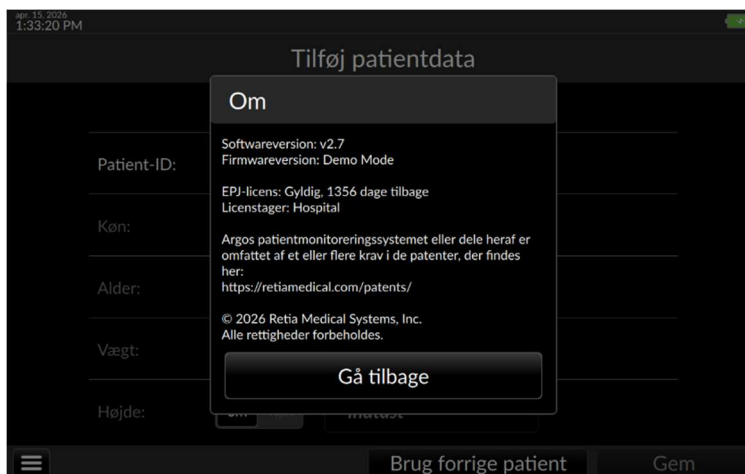 apr. 15, 2026
1:33:20 PM
Tilføj patientdata
Om
Softwareversion: v2.7
Firmwareversion: Demo Mode
EPJ-licens: Gyldig, 1356 dage tilbage
Licenstager: Hospital
Argos patientmonitoreringssystemet eller dele heraf er
omfattet af et eller flere krav i de patenter, der findes
her:
https://retiamedical.com/patents/
© 2026 Retia Medical Systems, Inc.
Alle rettigheder forbeholdes.
Gå tilbage
Patient-ID:
Køn:
Alder:
Vægt:
Højde:
Brug forrige patient
Gem